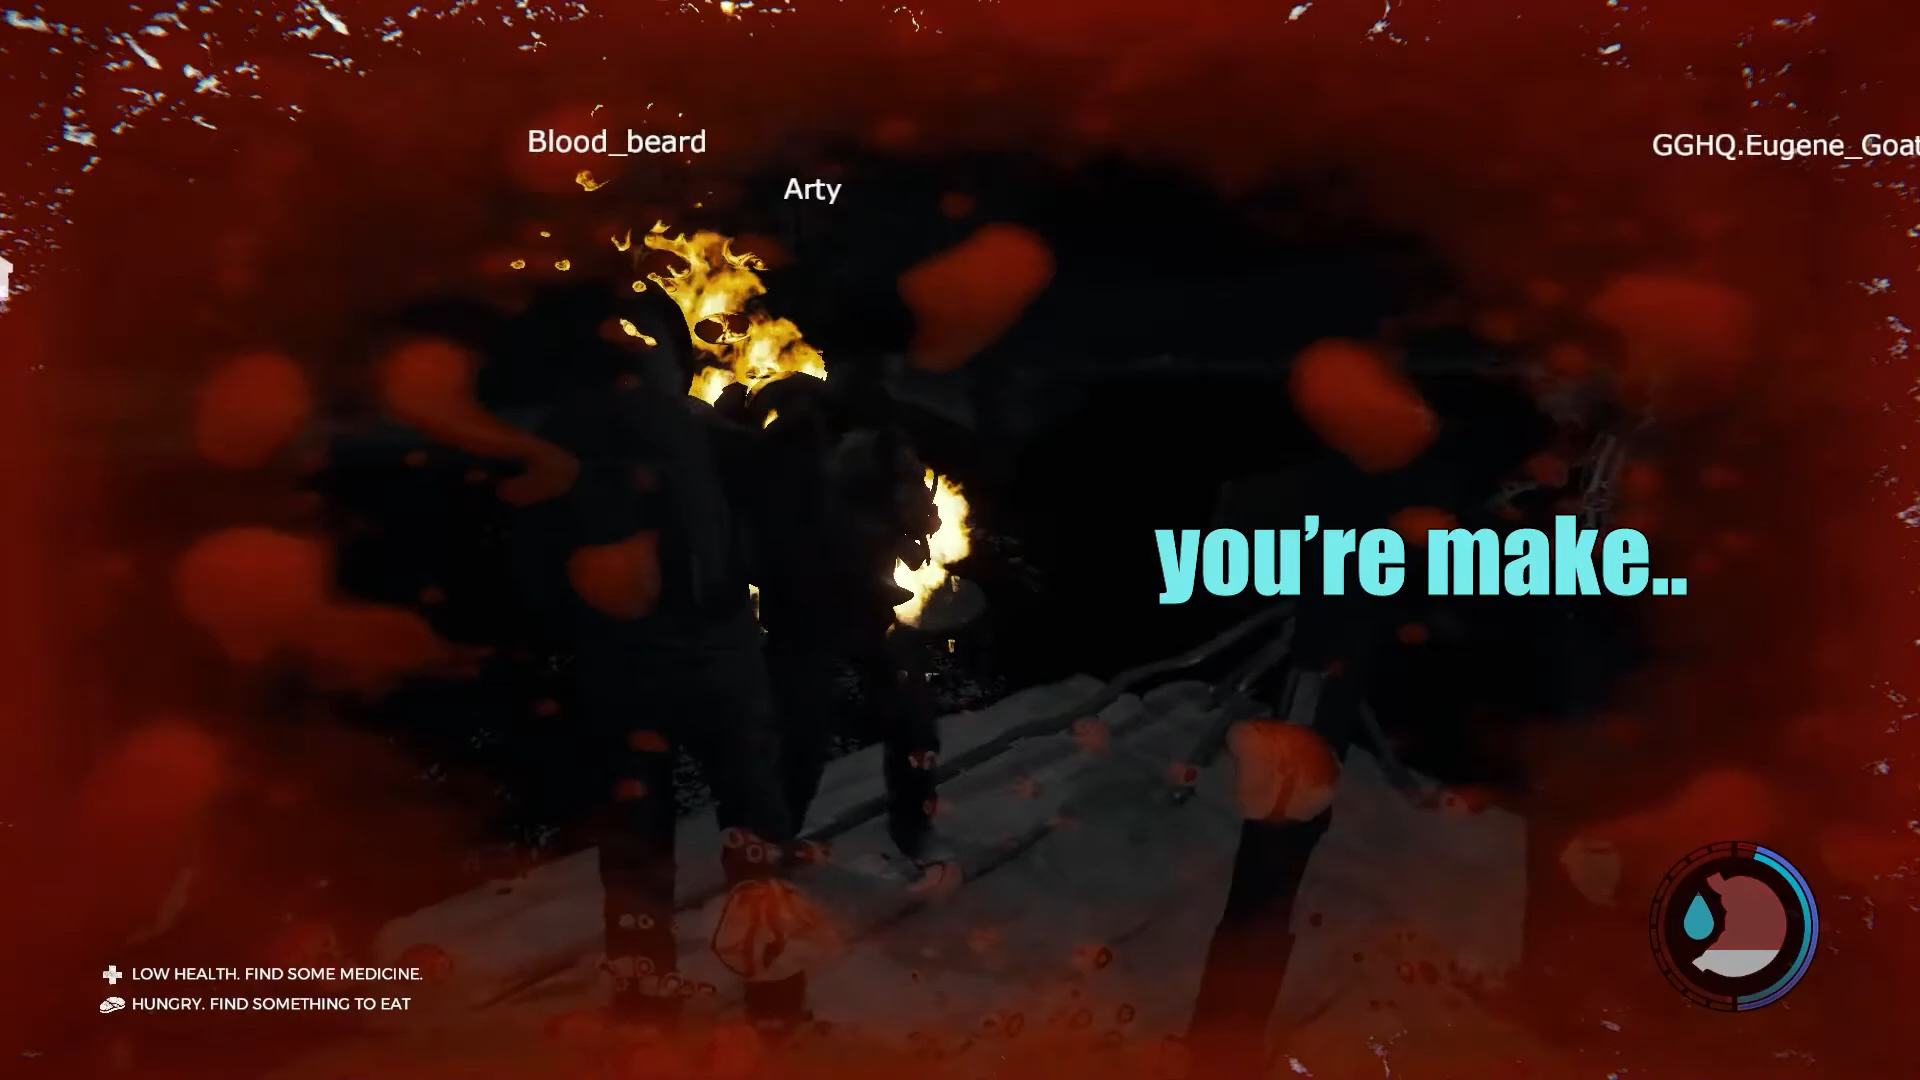 Blood_beard
Arty
GGHQ.Eugene_Goat
you're make..
LOW HEALTH. FIND SOME MEDICINE.
HUNGRY. FIND SOMETHING TO EAT